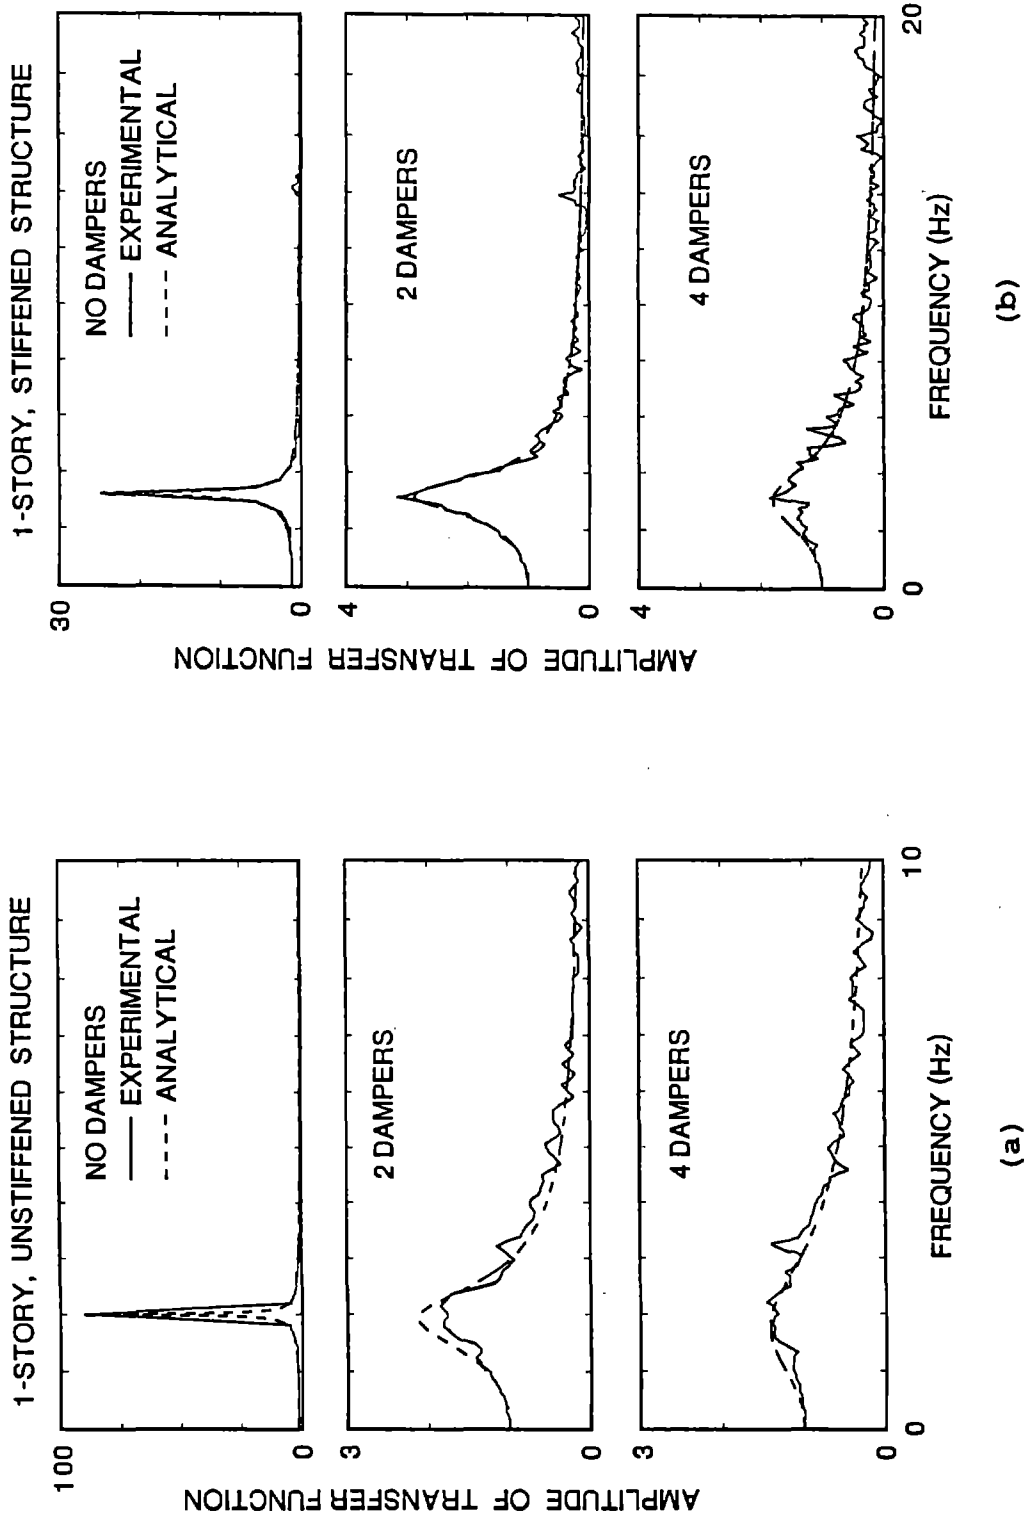 1-STORY, UNSTIFFENED STRUCTURE
100
0
NO DAMPERS
EXPERIMENTAL
ANALYTICAL
3
0
2 DAMPERS
3
0
4 DAMPERS
AMPLITUDE OF TRANSFER FUNCTION
0
10
FREQUENCY (Hz)
(a)
1-STORY, STIFFENED STRUCTURE
30
0
NO DAMPERS
EXPERIMENTAL
ANALYTICAL
4
0
2 DAMPERS
4
0
4 DAMPERS
AMPLITUDE OF TRANSFER FUNCTION
0
20
FREQUENCY (Hz)
(b)